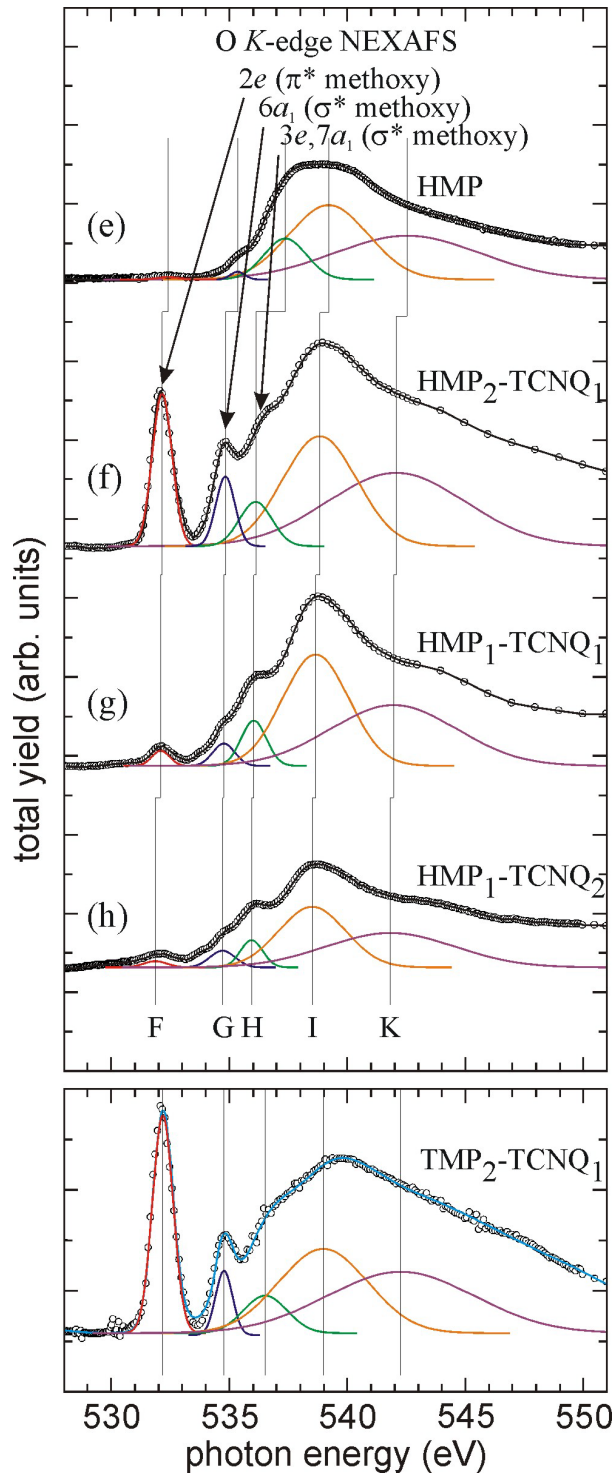 O K-edge NEXAFS
2e (π* methoxy)
6a1 (σ* methoxy)
3e,7a1 (σ* methoxy)
HMP
(e)
HMP2-TCNQ1
(f)
HMP1-TCNQ1
(g)
HMP1-TCNQ2
(h)
F G H I K
TMP2-TCNQ1
total yield (arb. units)
530 535 540 545 550
photon energy (eV)